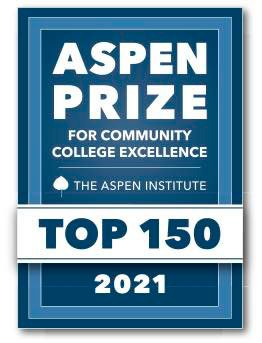 ASPEN
PRIZE
FOR COMMUNITY
COLLEGE EXCELLENCE
THE ASPEN INSTITUTE
TOP 150
2021